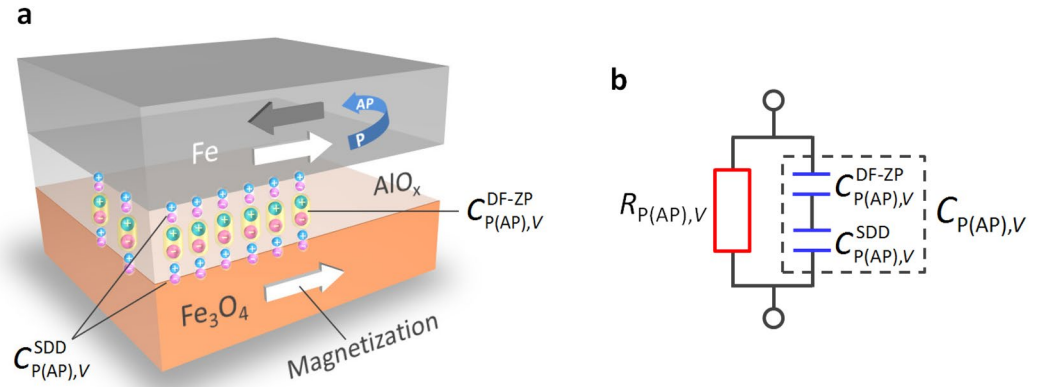 a
AP
P
Fe
AlOₓ
C^DF-ZP_P(AP),V
Fe₃O₄
Magnetization
C^SDD_P(AP),V
b
R_P(AP),V
C^DF-ZP_P(AP),V
C^SDD_P(AP),V
C_P(AP),V